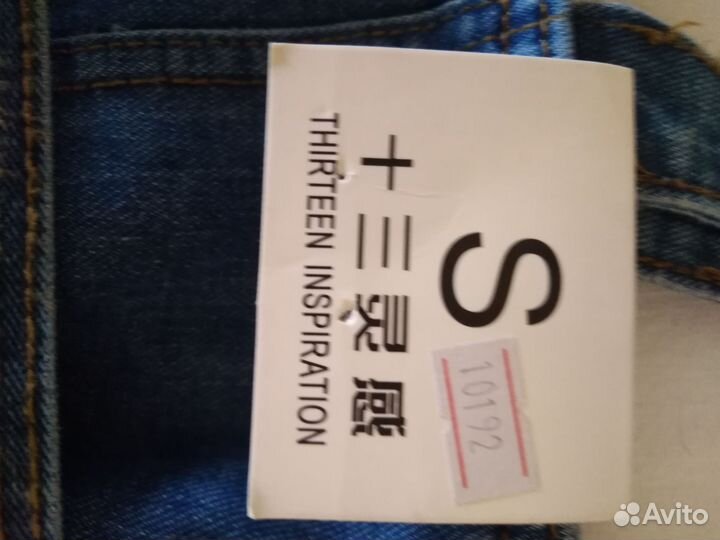 S
十三灵感
THIRTEEN INSPIRATION
10192
Avito